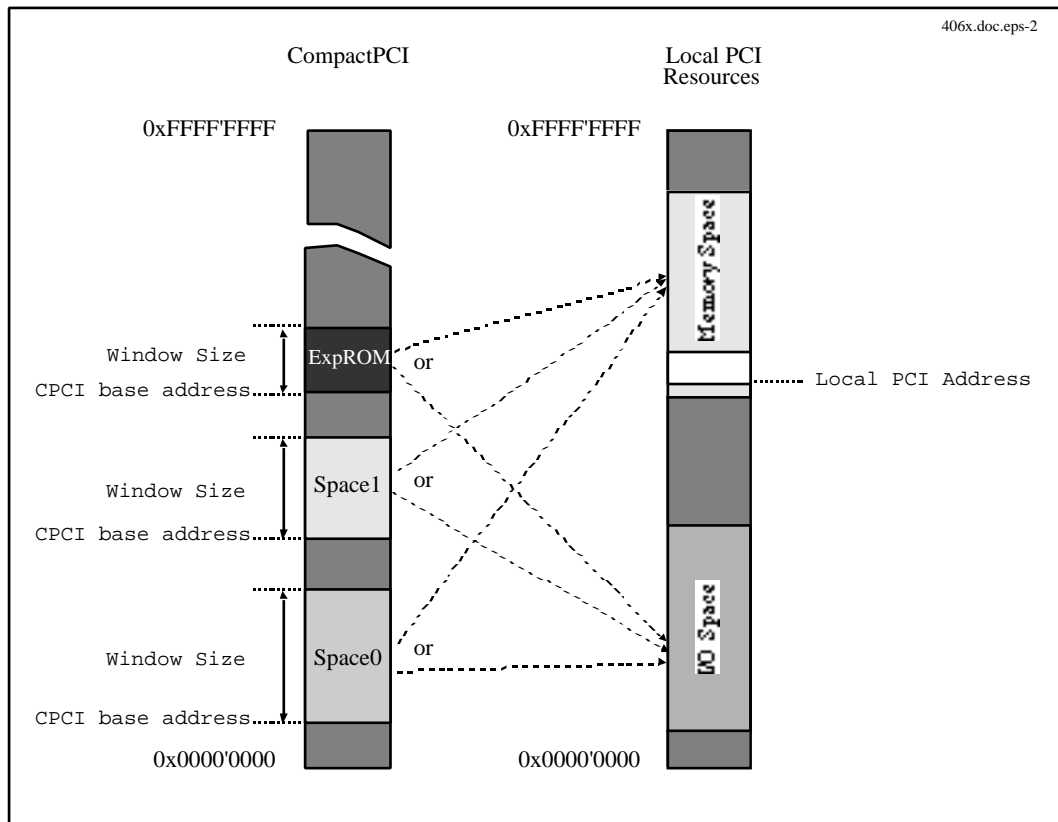 406x.doc.eps-2
CompactPCI
Local PCI
Resources
0xFFFF'FFFF
0xFFFF'FFFF
Memory Space
Window Size
ExpROM
or
CPCI base address
Local PCI Address
Window Size
Space1
or
CPCI base address
I/O Space
Window Size
Space0
or
CPCI base address
0x0000'0000
0x0000'0000